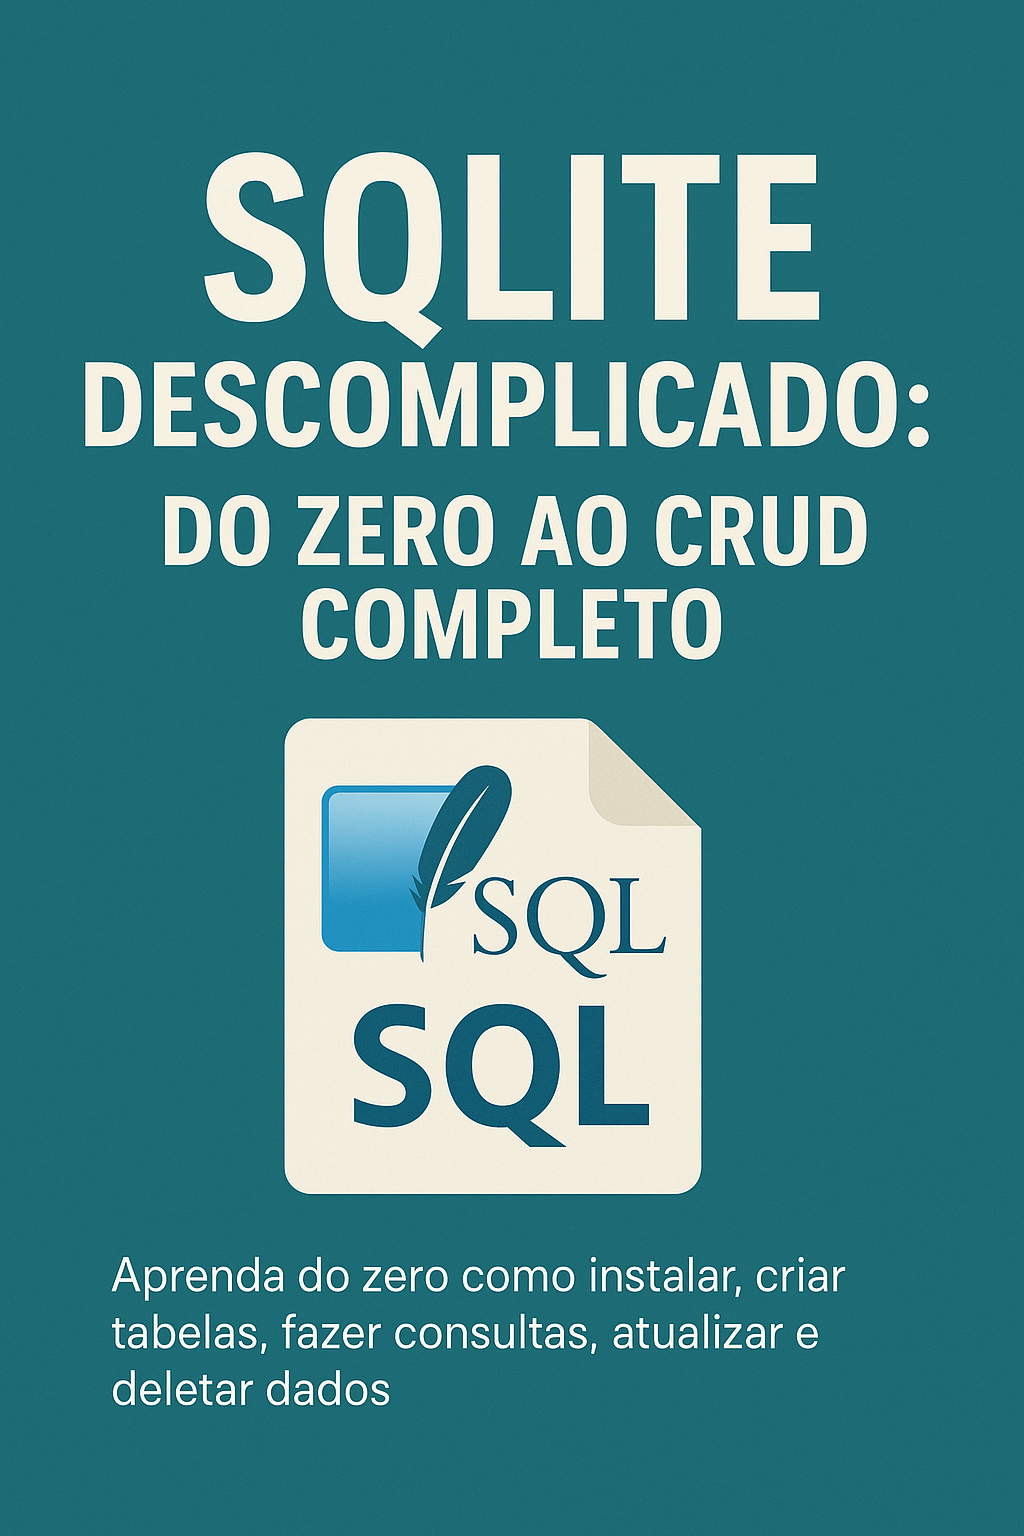 SQLITE
DESCOMPLICADO:
DO ZERO AO CRUD
COMPLETO
SQL
SQL
Aprenda do zero como instalar, criar
tabelas, fazer consultas, atualizar e
deletar dados